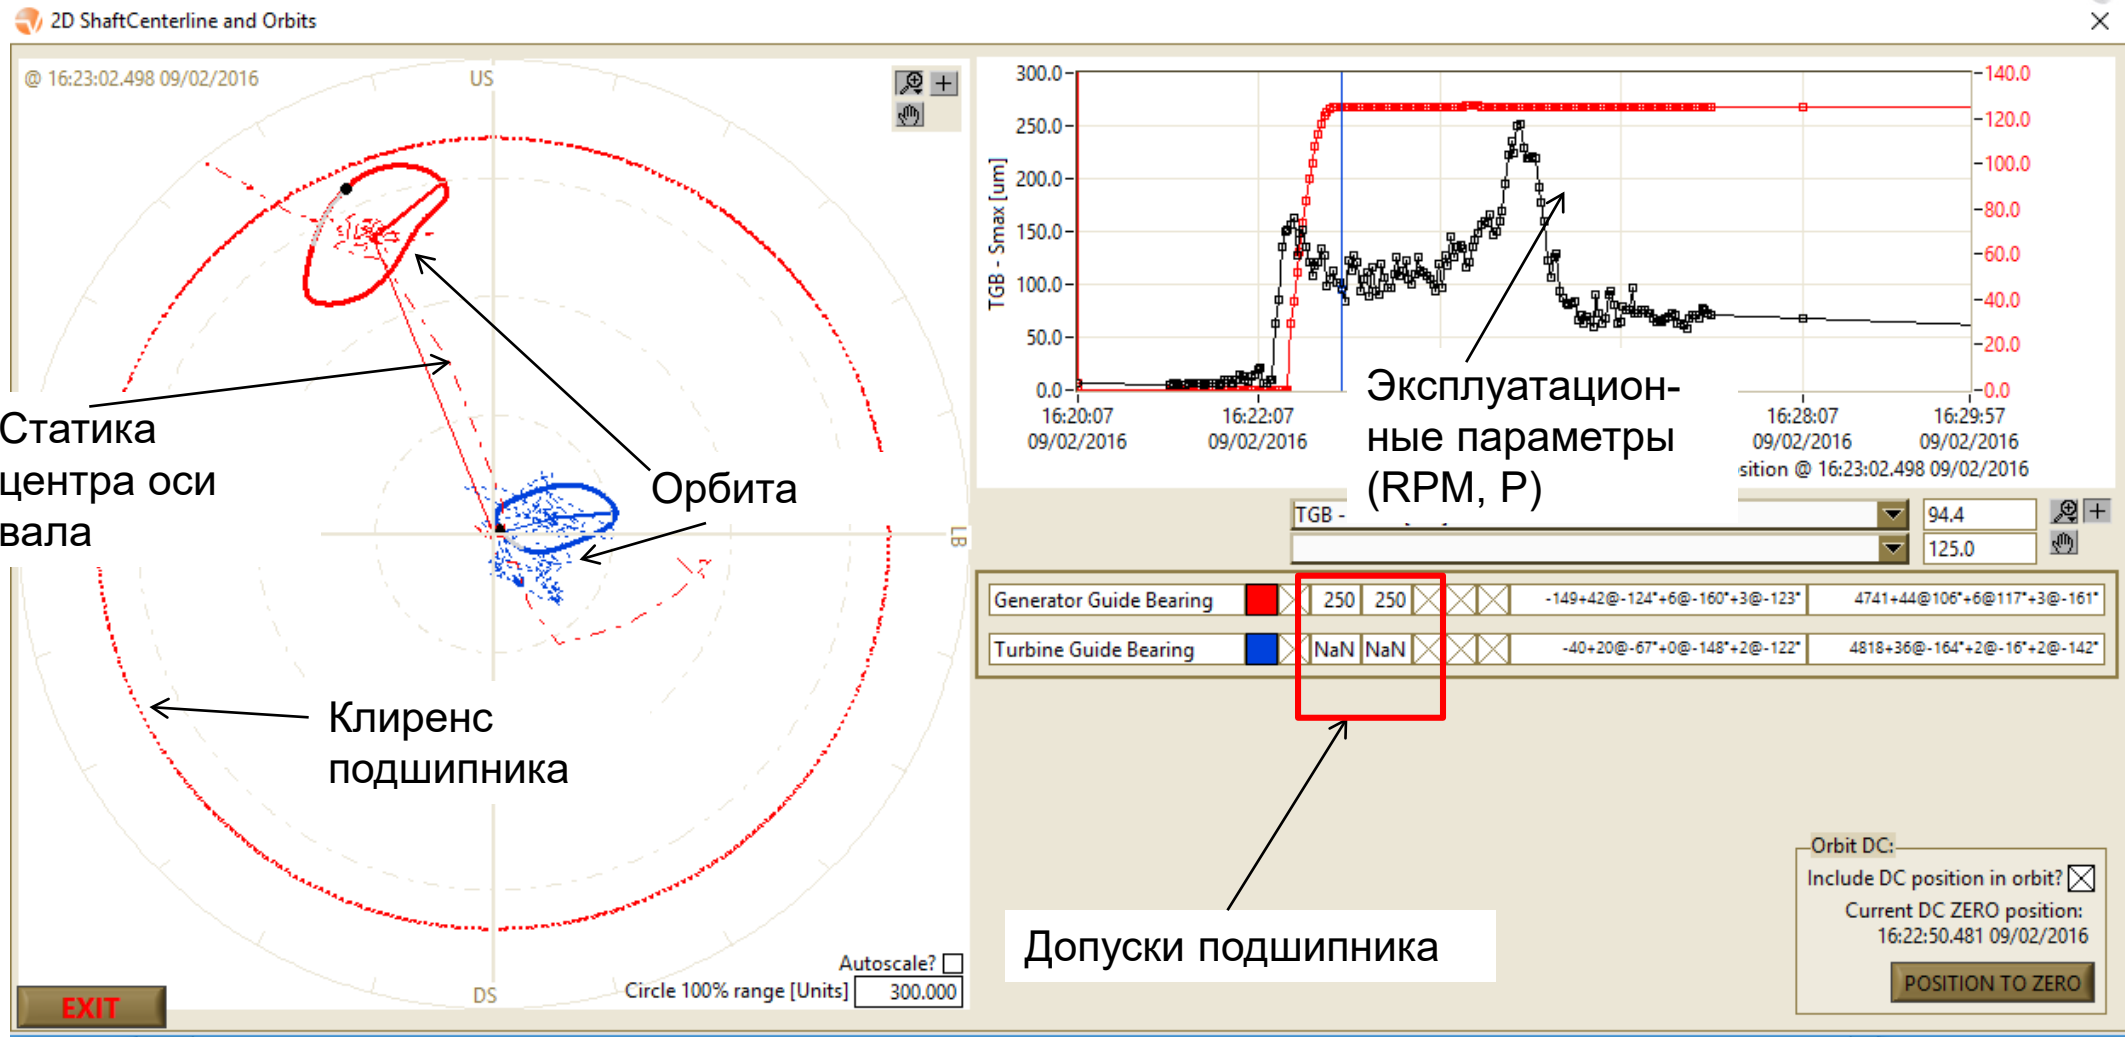 2D ShaftCenterline and Orbits
@ 16:23:02.498 09/02/2016
US
LB
DS
Статика
центра оси
вала
Орбита
Клиренс
подшипника
Autoscale?
Circle 100% range [Units] 300.000
EXIT
TGB - Smax [um]
300.0
250.0
200.0
150.0
100.0
50.0
0.0
140.0
120.0
100.0
80.0
60.0
40.0
20.0
0.0
16:20:07
09/02/2016
16:22:07
09/02/2016
16:28:07
09/02/2016
16:29:57
09/02/2016
Эксплуатацион-
ные параметры
(RPM, P)
sition @ 16:23:02.498 09/02/2016
TGB - 94.4
125.0
Generator Guide Bearing 250 250 -149+42@-124°+6@-160°+3@-123° 4741+44@106°+6@117°+3@-161°
Turbine Guide Bearing NaN NaN -40+20@-67°+0@-148°+2@-122° 4818+36@-164°+2@-16°+2@-142°
Допуски подшипника
Orbit DC:
Include DC position in orbit?
Current DC ZERO position:
16:22:50.481 09/02/2016
POSITION TO ZERO